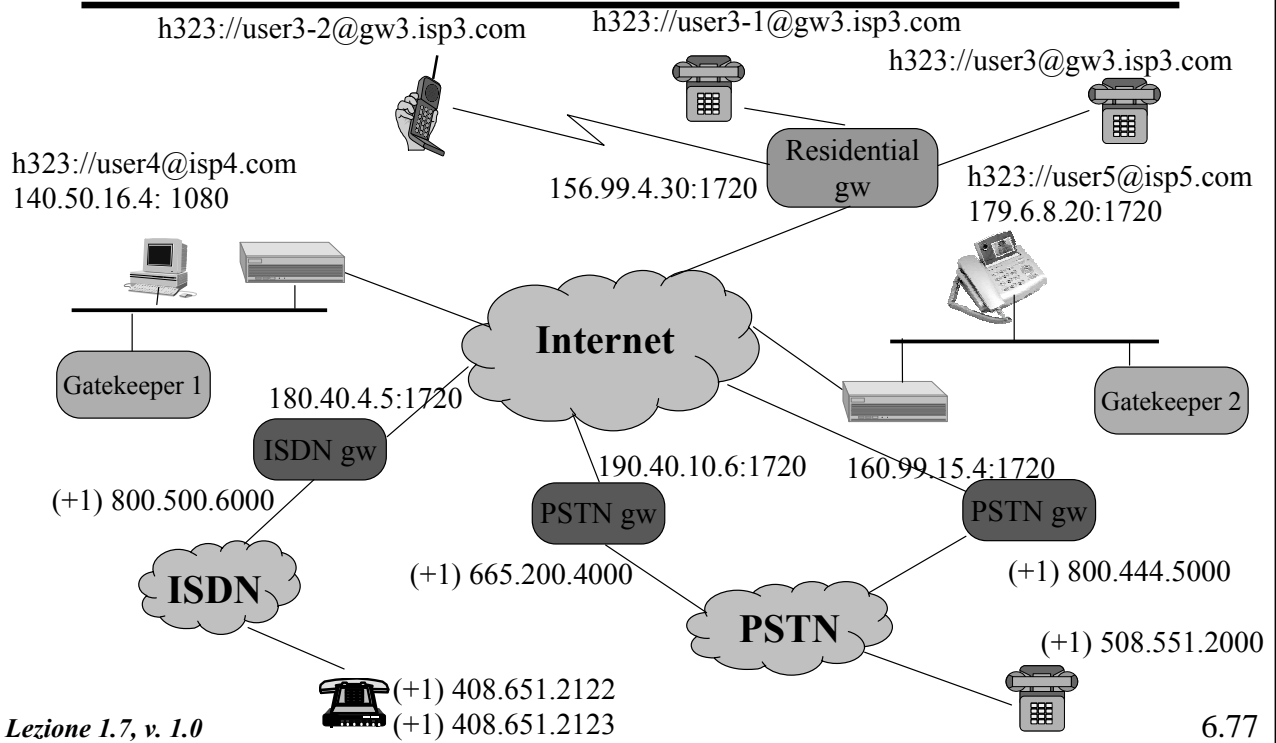 h323://user3-2@gw3.isp3.com
h323://user3-1@gw3.isp3.com
h323://user3@gw3.isp3.com
h323://user4@isp4.com
140.50.16.4: 1080
156.99.4.30:1720
Residential
gw
h323://user5@isp5.com
179.6.8.20:1720
Internet
Gatekeeper 1
180.40.4.5:1720
Gatekeeper 2
ISDN gw
190.40.10.6:1720
160.99.15.4:1720
(+1) 800.500.6000
PSTN gw
PSTN gw
(+1) 665.200.4000
(+1) 800.444.5000
ISDN
PSTN
(+1) 508.551.2000
(+1) 408.651.2122
(+1) 408.651.2123
Lezione 1.7, v. 1.0
6.77